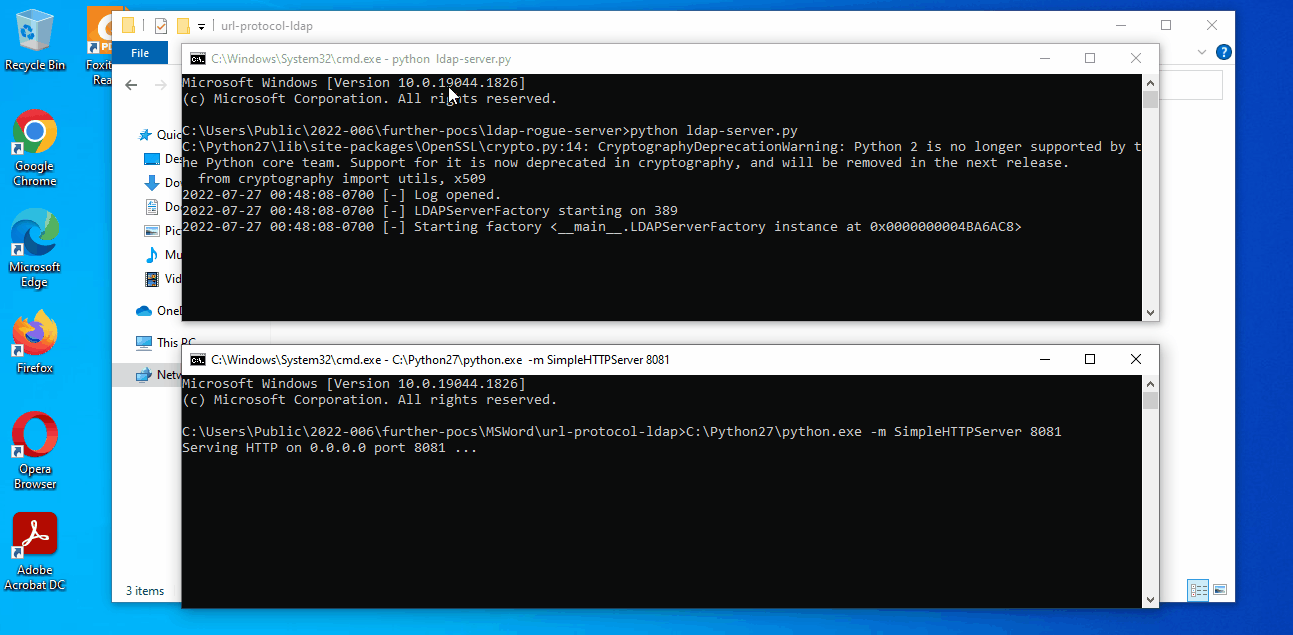 Recycle Bin
Foxit
Rea
Google
Chrome
Microsoft
Edge
Firefox
Opera
Browser
Adobe
Acrobat DC
url-protocol-ldap
File
Quic
Des
Do
Do
Pic
Mu
Vid
One
This PC
Netw
3 items
C:\Windows\System32\cmd.exe - python  ldap-server.py
Microsoft Windows [Version 10.0.19044.1826]
(c) Microsoft Corporation. All rights reserved.
C:\Users\Public\2022-006\further-pocs\ldap-rogue-server>python ldap-server.py
C:\Python27\lib\site-packages\OpenSSL\crypto.py:14: CryptographyDeprecationWarning: Python 2 is no longer supported by t
he Python core team. Support for it is now deprecated in cryptography, and will be removed in the next release.
  from cryptography import utils, x509
2022-07-27 00:48:08-0700 [-] Log opened.
2022-07-27 00:48:08-0700 [-] LDAPServerFactory starting on 389
2022-07-27 00:48:08-0700 [-] Starting factory <__main__.LDAPServerFactory instance at 0x0000000004BA6AC8>
C:\Windows\System32\cmd.exe - C:\Python27\python.exe  -m SimpleHTTPServer 8081
Microsoft Windows [Version 10.0.19044.1826]
(c) Microsoft Corporation. All rights reserved.
C:\Users\Public\2022-006\further-pocs\MSWord\url-protocol-ldap>C:\Python27\python.exe -m SimpleHTTPServer 8081
Serving HTTP on 0.0.0.0 port 8081 ...